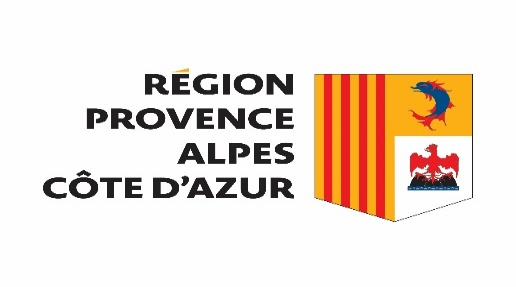 RÉGION
PROVENCE
ALPES
CÔTE D'AZUR